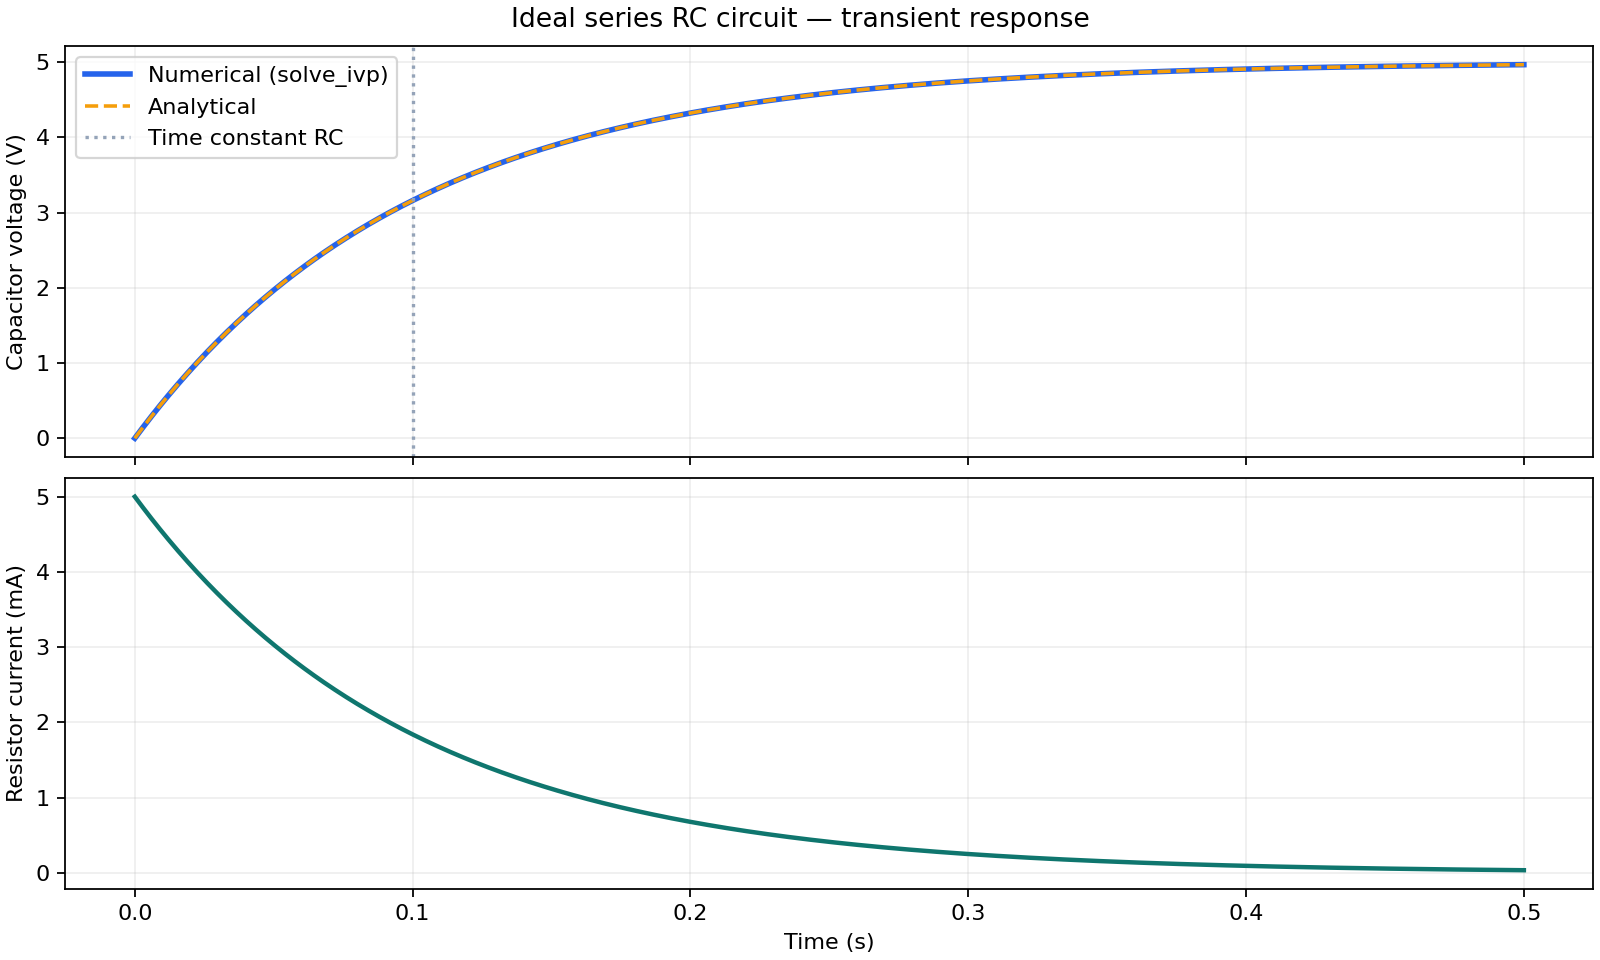 Ideal series RC circuit — transient response
5
4
3
2
1
0
Capacitor voltage (V)
Numerical (solve_ivp)
Analytical
Time constant RC
5
4
3
2
1
0
Resistor current (mA)
0.0 0.1 0.2 0.3 0.4 0.5
Time (s)